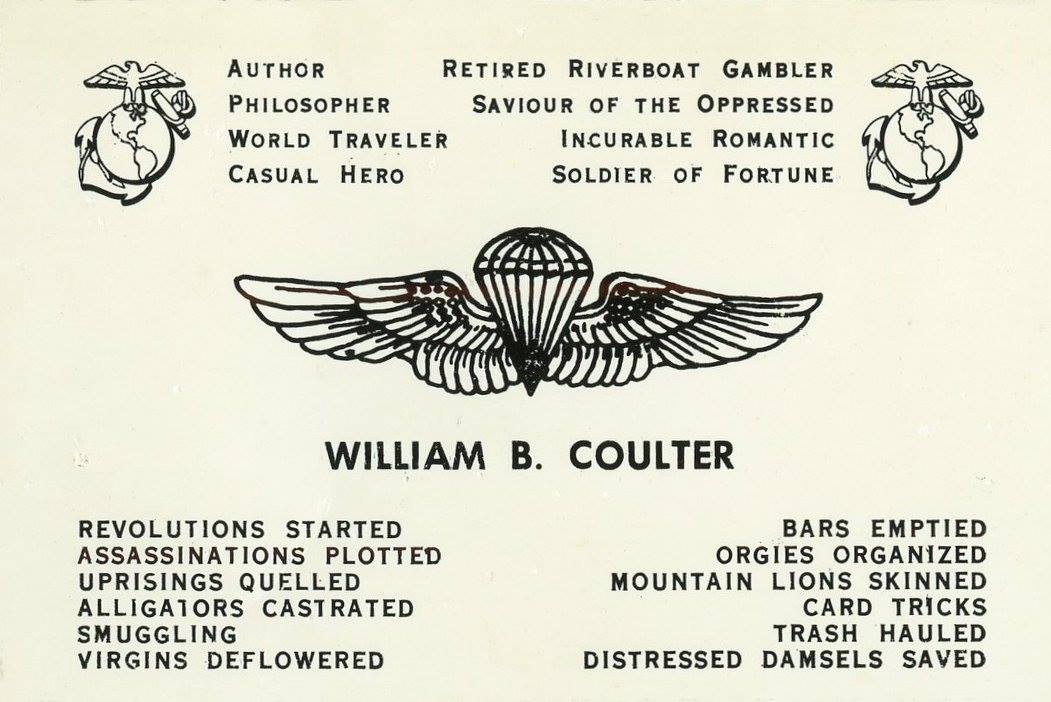 AUTHOR RETIRED RIVERBOAT GAMBLER
PHILOSOPHER SAVIOUR OF THE OPPRESSED
WORLD TRAVELER INCURABLE ROMANTIC
CASUAL HERO SOLDIER OF FORTUNE
WILLIAM B. COULTER
REVOLUTIONS STARTED BARS EMPTIED
ASSASSINATIONS PLOTTED ORGIES ORGANIZED
UPRISINGS QUELLED MOUNTAIN LIONS SKINNED
ALLIGATORS CASTRATED CARD TRICKS
SMUGGLING TRASH HAULED
VIRGINS DEFLOWERED DISTRESSED DAMSELS SAVED